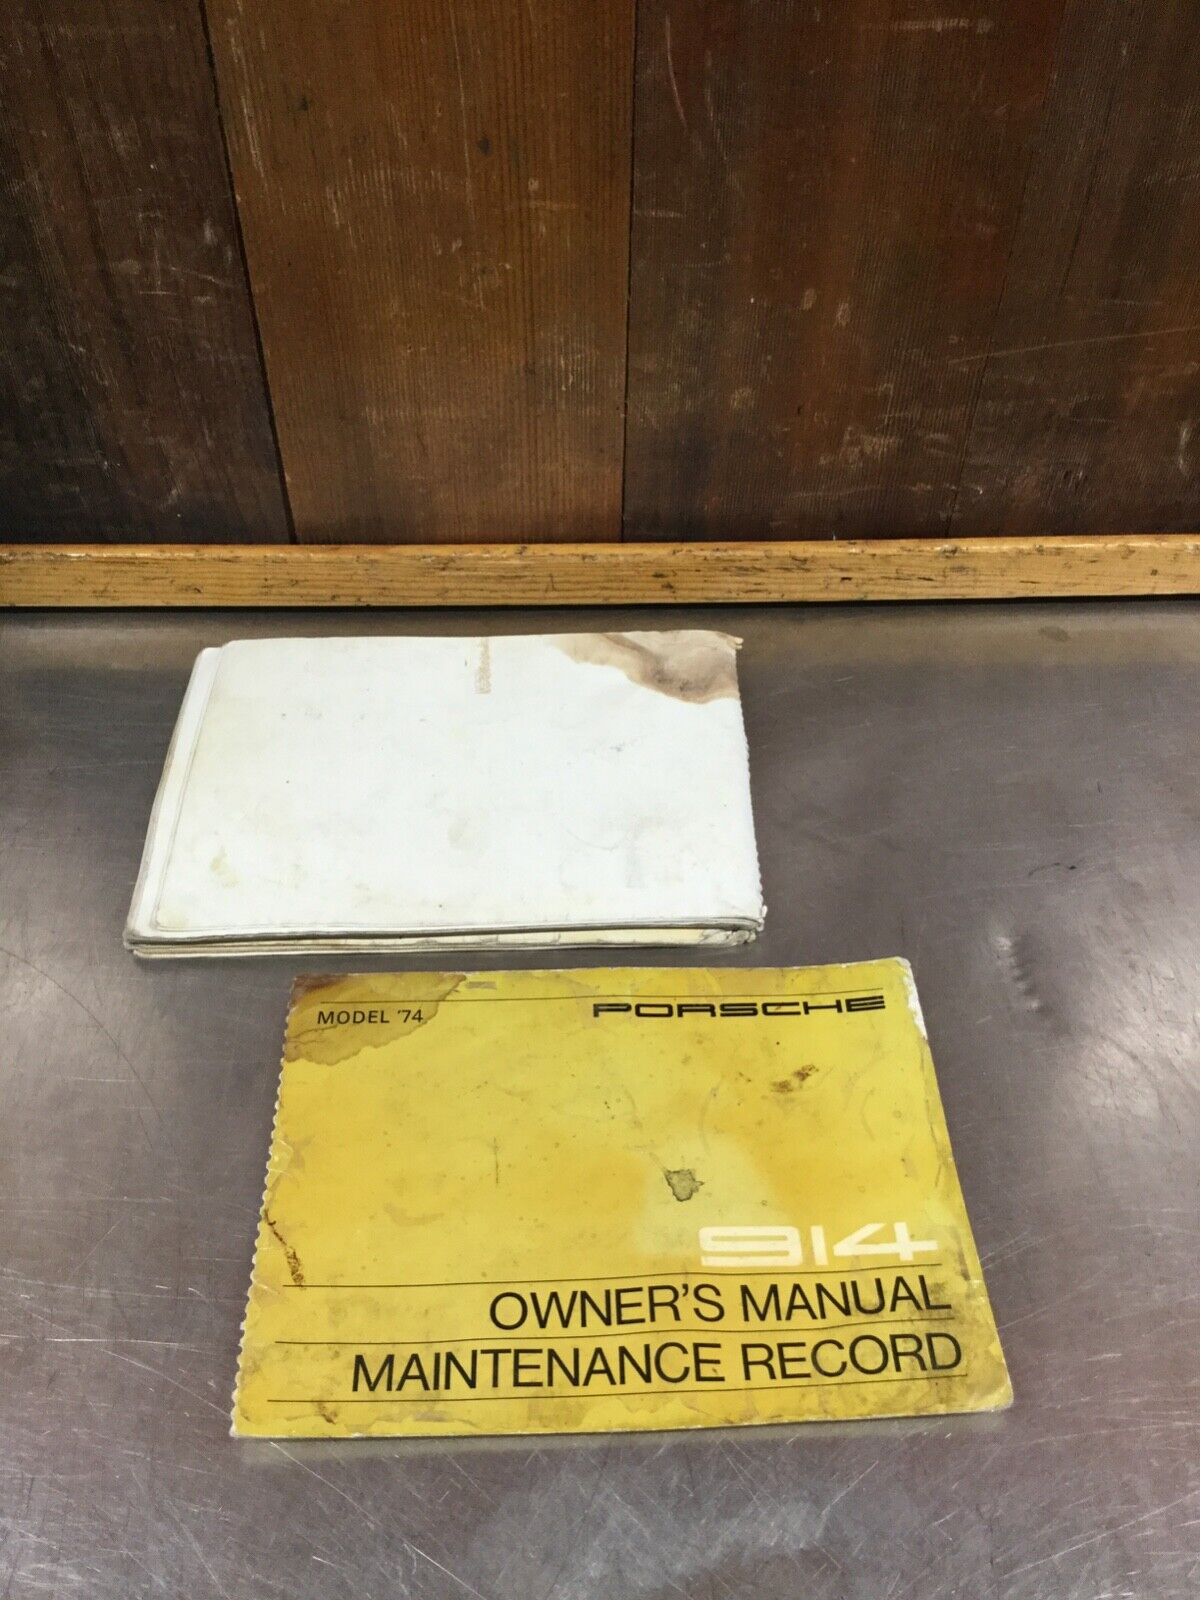 MODEL '74 PORSCHE
914
OWNER'S MANUAL
MAINTENANCE RECORD